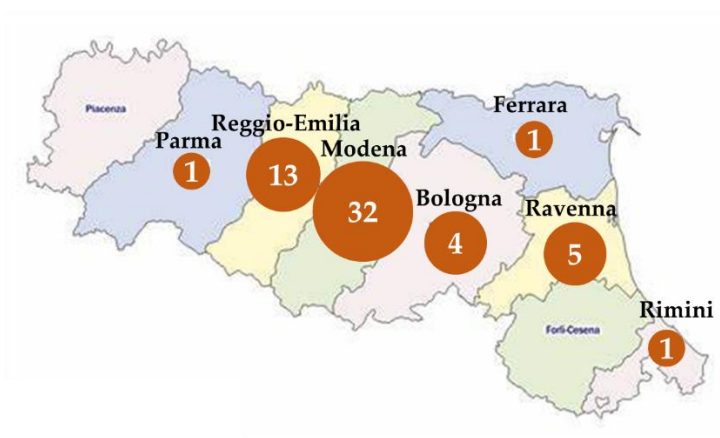 Piacenza
Parma
1
Reggio-Emilia
13
Modena
32
Bologna
4
Ferrara
1
Ravenna
5
Forlì-Cesena
Rimini
1